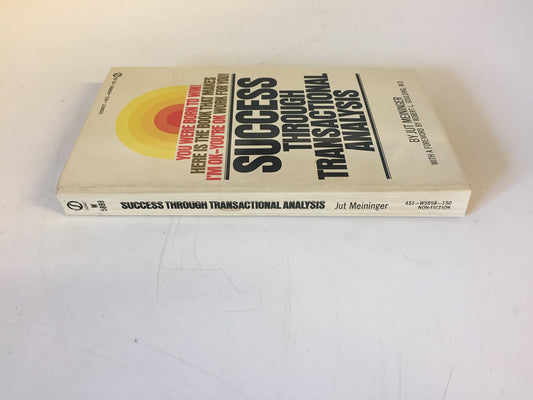 YOU WERE BORN TO WIN!
HERE IS THE BOOK THAT MAKES
I'M OK—YOU'RE OK WORK FOR YOU!
SUCCESS
THROUGH
TRANSACTIONAL
ANALYSIS
BY JUT MEININGER
WITH A FOREWORD BY ROBERT L. GOULDING, M.D.
W
5898
SUCCESS THROUGH TRANSACTIONAL ANALYSIS Jut Meininger
451-W5898-150
NON-FICTION